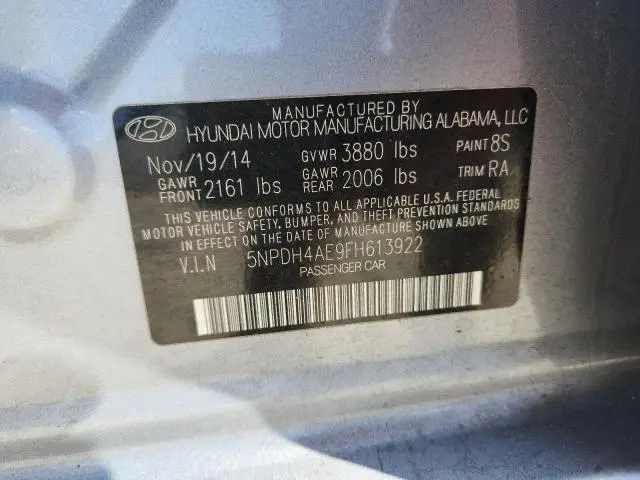 MANUFACTURED BY
HYUNDAI MOTOR MANUFACTURING ALABAMA, LLC
Nov/19/14 GVWR 3880 lbs PAINT 8S
GAWR FRONT 2161 lbs GAWR REAR 2006 lbs TRIM RA
THIS VEHICLE CONFORMS TO ALL APPLICABLE U.S.A. FEDERAL
MOTOR VEHICLE SAFETY, BUMPER, AND THEFT PREVENTION STANDARDS
IN EFFECT ON THE DATE OF MANUFACTURE SHOWN ABOVE
V.I.N 5NPDH4AE9FH613922
PASSENGER CAR